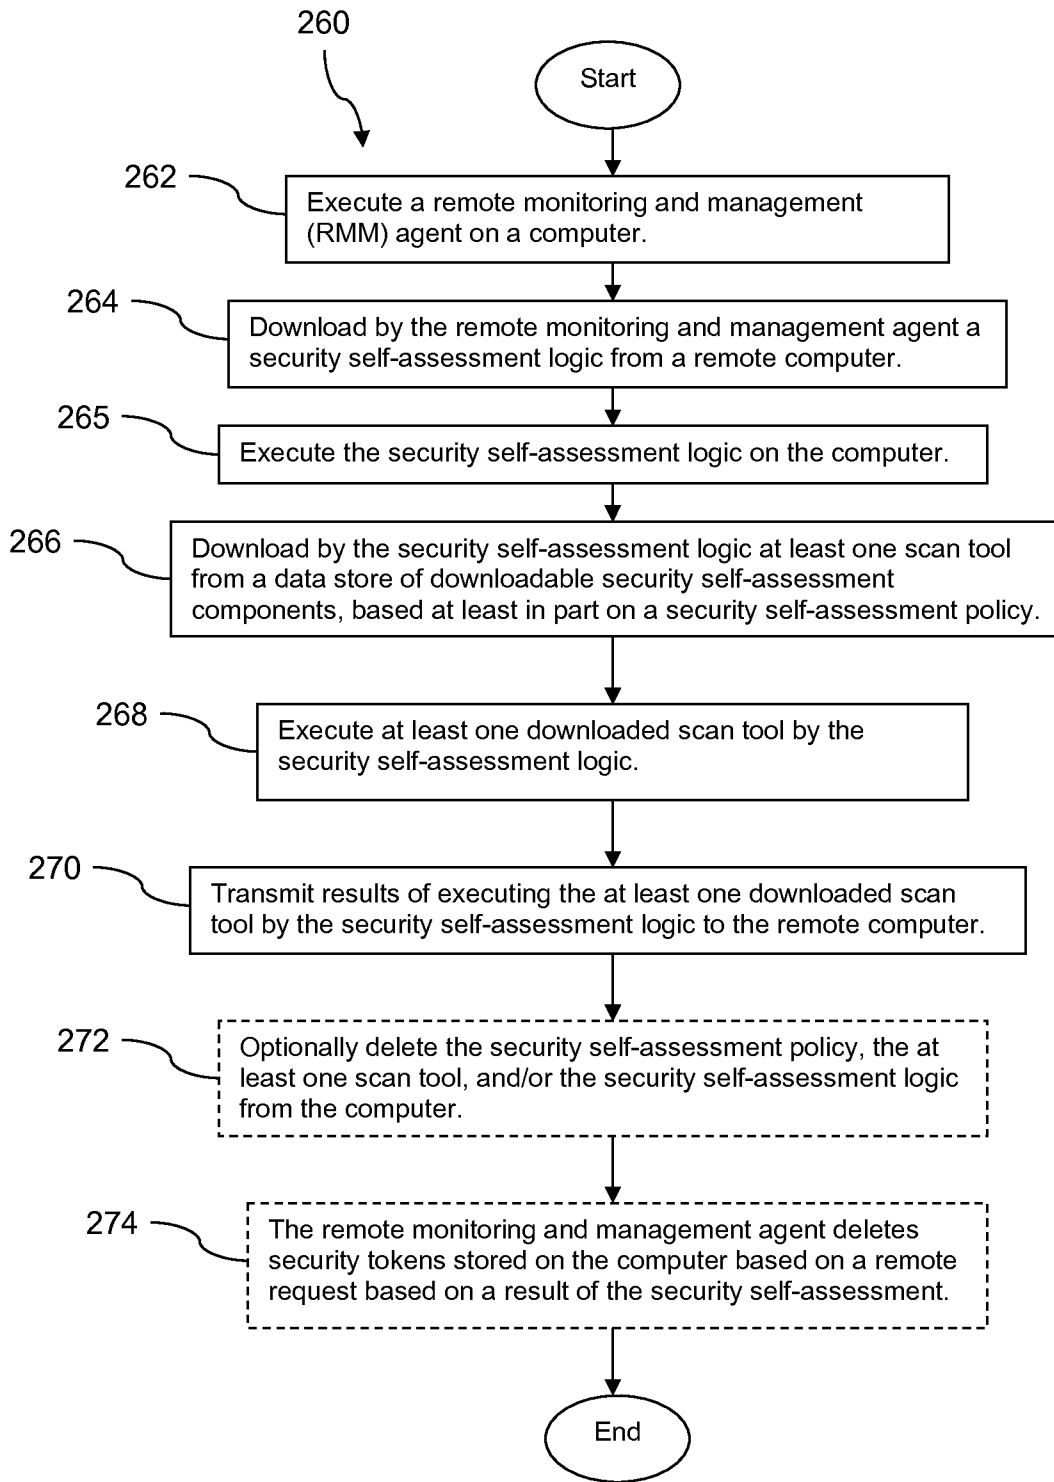 260
Start
262
Execute a remote monitoring and management
(RMM) agent on a computer.
264
Download by the remote monitoring and management agent a
security self-assessment logic from a remote computer.
265
Execute the security self-assessment logic on the computer.
266
Download by the security self-assessment logic at least one scan tool
from a data store of downloadable security self-assessment
components, based at least in part on a security self-assessment policy.
268
Execute at least one downloaded scan tool by the
security self-assessment logic.
270
Transmit results of executing the at least one downloaded scan
tool by the security self-assessment logic to the remote computer.
272
Optionally delete the security self-assessment policy, the at
least one scan tool, and/or the security self-assessment logic
from the computer.
274
The remote monitoring and management agent deletes
security tokens stored on the computer based on a remote
request based on a result of the security self-assessment.
End